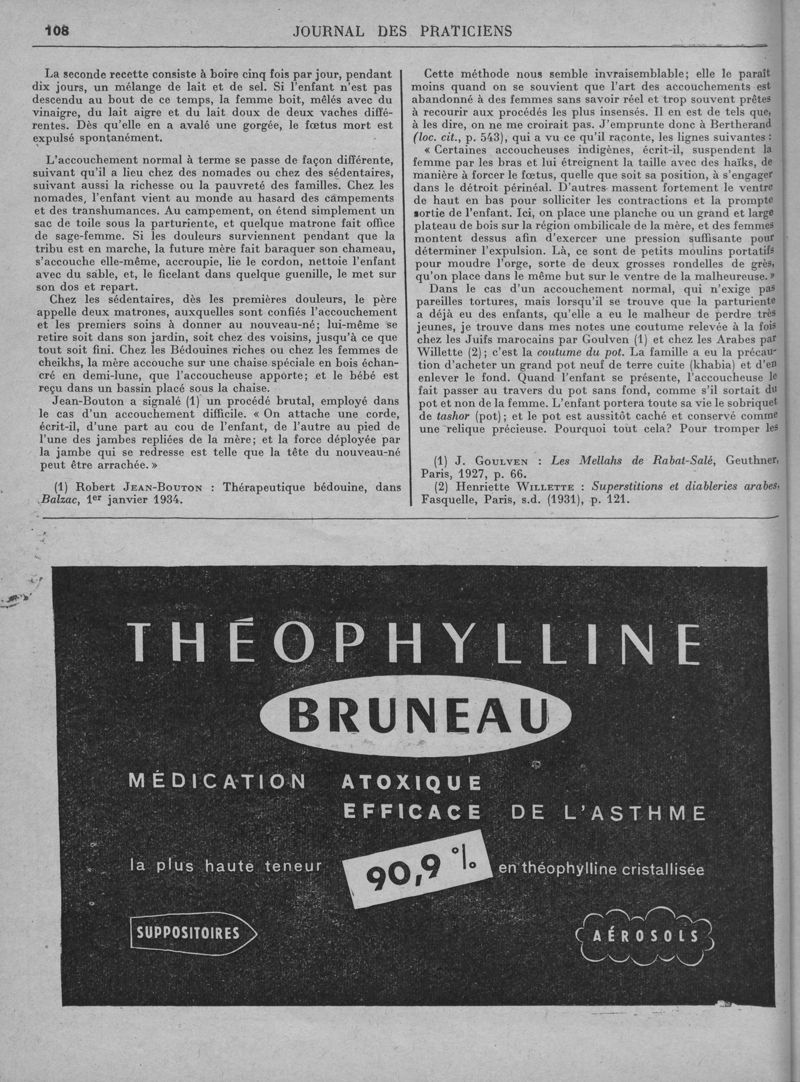 108
JOURNAL DES PRATICIENS
La seconde recette consiste à boire cinq fois par jour, pendant
dix jours, un mélange de lait et de sel. Si l'enfant n'est pas
descendu au bout de ce temps, la femme boit, mêlés avec du
vinaigre, du lait aigre et du lait doux de deux vaches diffé-
rentes. Dès qu'elle en a avalé une gorgée, le fœtus mort est
expulsé spontanément.
L'accouchement normal à terme se passe de façon différente,
suivant qu'il a lieu chez des nomades ou chez des sédentaires,
suivant aussi la richesse ou la pauvreté des familles. Chez les
nomades, l'enfant vient au monde au hasard des campements
et des transhumances. Au campement, on étend simplement un
sac de toile sous la parturiente, et quelque matrone fait office
de sage-femme. Si les douleurs surviennent pendant que la
tribu est en marche, la future mère fait baraquer son chameau,
s'accouche elle-même, accroupie, lie le cordon, nettoie l'enfant
avec du sable, et, le ficelant dans quelque guenille, le met sur
son dos et repart.
Chez les sédentaires, dès les premières douleurs, le père
appelle deux matrones, auxquelles sont confiés l'accouchement
et les premiers soins à donner au nouveau-né; lui-même se
retire soit dans son jardin, soit chez des voisins, jusqu'à ce que
tout soit fini. Chez les Bédouines riches ou chez les femmes de
cheikhs, la mère accouche sur une chaise spéciale en bois échan-
cré en demi-lune, que l'accoucheuse apporte; et le bébé est
reçu dans un bassin placé sous la chaise.
Jean-Bouton a signalé (1) un procédé brutal, employé dans
le cas d'un accouchement difficile. « On attache une corde,
écrit-il, d'une part au cou de l'enfant, de l'autre au pied de
l'une des jambes repliées de la mère; et la force déployée par
la jambe qui se redresse est telle que la tête du nouveau-né
peut être arrachée. »
(1) Robert JEAN-BOUTON : Thérapeutique bédouine, dans
Balzac, 1er janvier 1934.
Cette méthode nous semble invraisemblable; elle le paraît
moins quand on se souvient que l'art des accouchements est
abandonné à des femmes sans savoir réel et trop souvent prêtes
à recourir aux procédés les plus insensés. Il en est de tels que,
à les dire, on ne me croirait pas. J'emprunte donc à Bertherand
(loc. cit., p. 543), qui a vu ce qu'il raconte, les lignes suivantes :
« Certaines accoucheuses indigènes, écrit-il, suspendent la
femme par les bras et lui étreignent la taille avec des haïks, de
manière à forcer le fœtus, quelle que soit sa position, à s'engager
dans le détroit périnéal. D'autres massent fortement le ventre
de haut en bas pour solliciter les contractions et la prompte
sortie de l'enfant. Ici, on place une planche ou un grand et large
plateau de bois sur la région ombilicale de la mère, et des femmes
montent dessus afin d'exercer une pression suffisante pour
déterminer l'expulsion. Là, ce sont de petits moulins portatifs
pour moudre l'orge, sorte de deux grosses rondelles de grès,
qu'on place dans le même but sur le ventre de la malheureuse. »
Dans le cas d'un accouchement normal, qui n'exige pas
pareilles tortures, mais lorsqu'il se trouve que la parturiente
a déjà eu des enfants, qu'elle a eu le malheur de perdre très
jeunes, je trouve dans mes notes une coutume relevée à la fois
chez les Juifs marocains par Goulven (1) et chez les Arabes par
Willette (2); c'est la coutume du pot. La famille a eu la précau-
tion d'acheter un grand pot neuf de terre cuite (khabia) et d'en
enlever le fond. Quand l'enfant se présente, l'accoucheuse le
fait passer au travers du pot sans fond, comme s'il sortait du
pot et non de la femme. L'enfant portera toute sa vie le sobriquet
de tashor (pot); et le pot est aussitôt caché et conservé comme
une relique précieuse. Pourquoi tout cela? Pour tromper les
(1) J. GOULVEN : Les Mellahs de Rabat-Salé, Geuthner,
Paris, 1927, p. 66.
(2) Henriette WILLETTE : Superstitions et diableries arabes,
Fasquelle, Paris, s.d. (1931), p. 121.
THÉOPHYLLINE
BRUNEAU
MÉDICATION ATOXIQUE
EFFICACE DE L'ASTHME
la plus haute teneur 90,9 % en théophylline cristallisée
SUPPOSITOIRES
AÉROSOLS